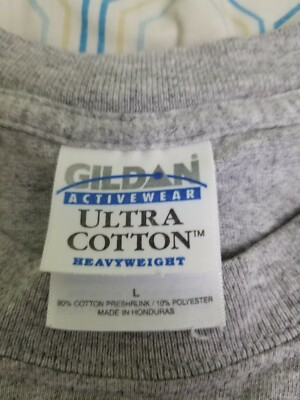 GILDAN
ACTIVEWEAR
ULTRA
COTTON™
HEAVYWEIGHT
L
90% COTTON PRESHRUNK / 10% POLYESTER
MADE IN HONDURAS